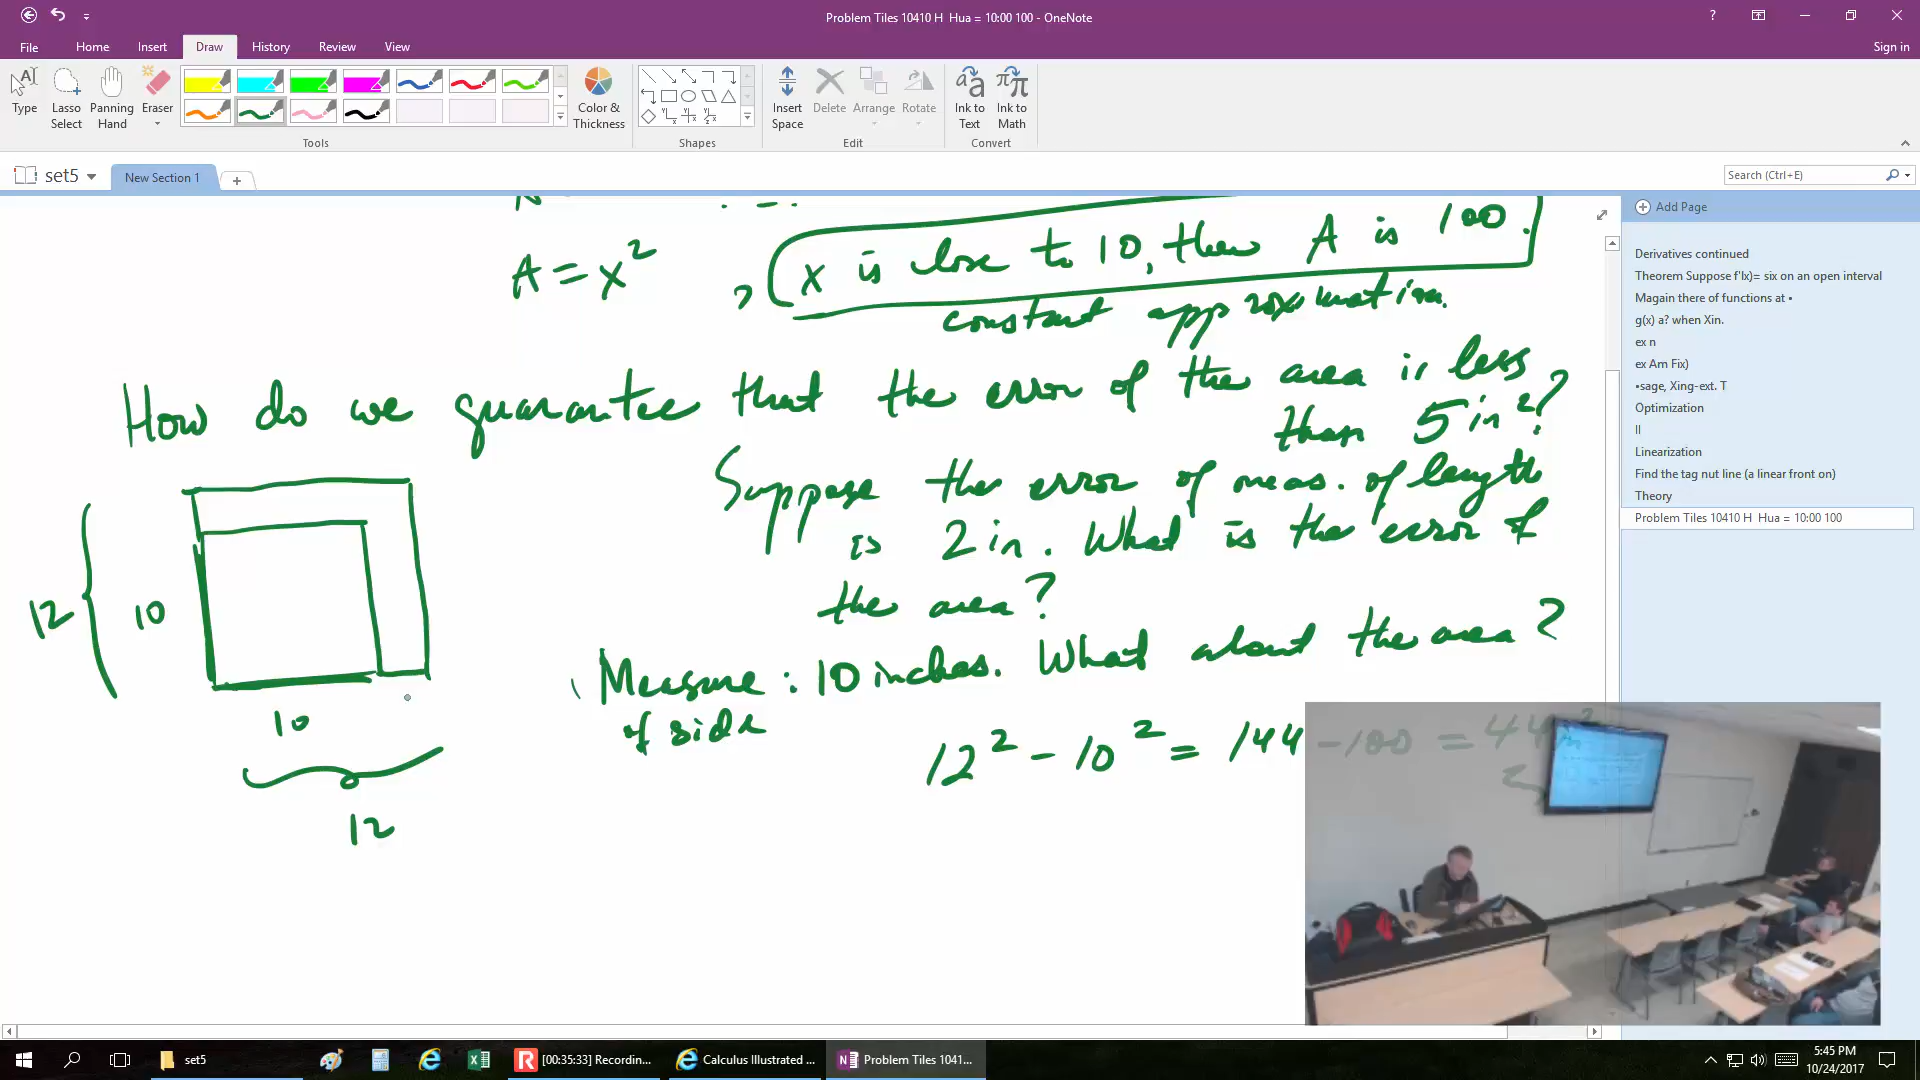 Problem Tiles 10410 H  Hua = 10:00 100 - OneNote
File Home Insert Draw History Review View
Sign in
Type
Lasso Select
Panning Hand
Eraser
Color & Thickness
Insert Space
Delete
Arrange
Rotate
Ink to Text
Ink to Math
Tools Shapes Edit Convert
set5
New Section 1
Search (Ctrl+E)
Add Page
Derivatives continued
Theorem Suppose f'Ix)= six on an open interval
Magain there of functions at •
g(x) a? when Xin.
ex n
ex Am Fix)
•sage, Xing-ext. T
Optimization
II
Linearization
Find the tag nut line (a linear front on)
Theory
Problem Tiles 10410 H  Hua = 10:00 100
A = x²
, x is close to 10, then A is 100.
constant approximation.
How do we guarantee that the error of the area is less
than 5 in²?
Suppose the error of meas. of length
is 2 in. What is the error of
the area?
Measure : 10 inches. What about the area?
of side
12² - 10² = 144 - 100 = 44 in²
12
10
10
12
set5
[00:35:33] Recordin...
Calculus Illustrated ...
Problem Tiles 1041...
5:45 PM
10/24/2017